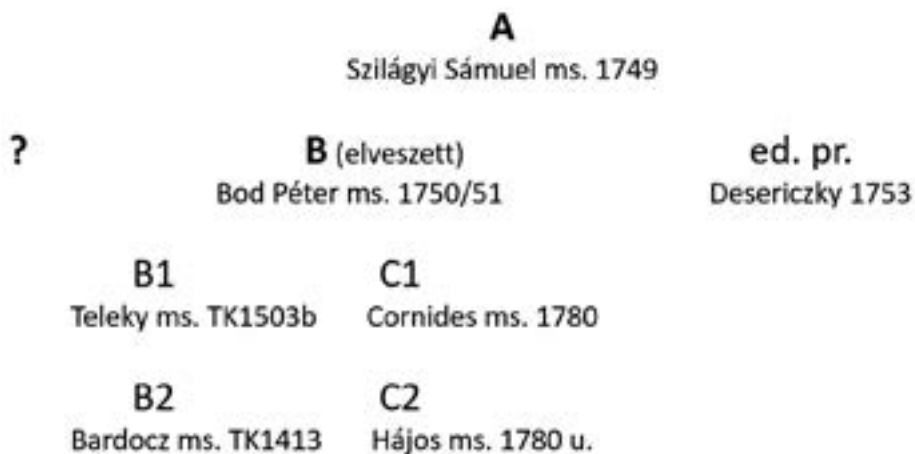 A
Szilágyi Sámuel ms. 1749
? B (elveszett) ed. pr.
Bod Péter ms. 1750/51 Desericzky 1753
B1 C1
Teleky ms. TK1503b Cornides ms. 1780
B2 C2
Bardocz ms. TK1413 Hájos ms. 1780 u.